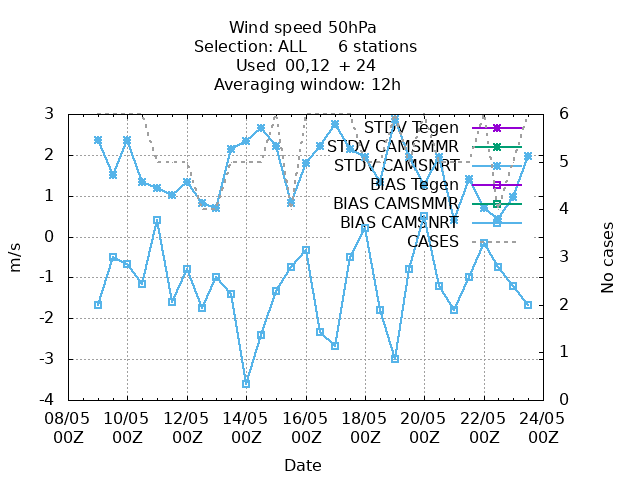 Wind speed 50hPa
Selection: ALL 6 stations
Used 00,12 + 24
Averaging window: 12h
3 6
STDV Tegen
STDV CAMSMMR
2 5
STDV CAMSNRT
BIAS Tegen
1
BIAS CAMSMMR
4
BIAS CAMSNRT
0
CASES
m/s
No cases
3
-1
2
-2
-3 1
-4 0
08/05 10/05 12/05 14/05 16/05 18/05 20/05 22/05 24/05
00Z 00Z 00Z 00Z 00Z 00Z 00Z 00Z 00Z
Date